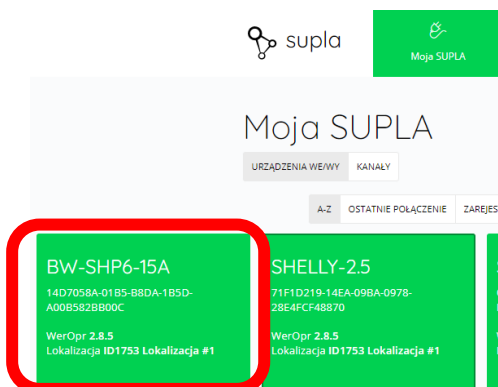 supla
Moja SUPLA
Moja SUPLA
URZĄDZENIA WE/WY KANAŁY
A-Z OSTATNIE POŁĄCZENIE ZAREJES
BW-SHP6-15A
14D7058A-01B5-B8DA-1B5D-
A00B582BB00C
WerOpr 2.8.5
Lokalizacja ID1753 Lokalizacja #1
SHELLY-2.5
71F1D219-14EA-09BA-0978-
28E4FCF48870
WerOpr 2.8.5
Lokalizacja ID1753 Lokalizacja #1